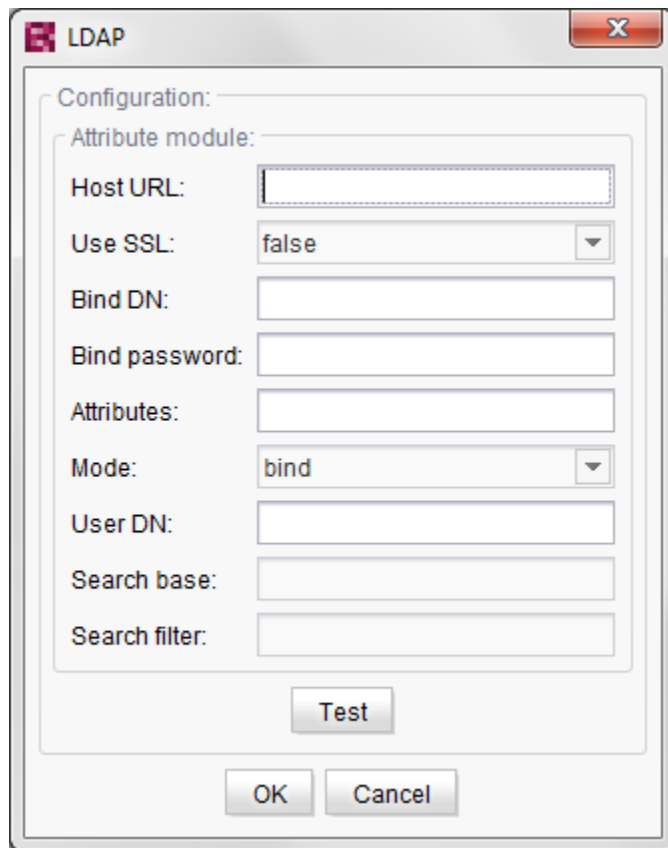 LDAP
Configuration:
Attribute module:
Host URL:
Use SSL: false
Bind DN:
Bind password:
Attributes:
Mode: bind
User DN:
Search base:
Search filter:
Test
OK Cancel